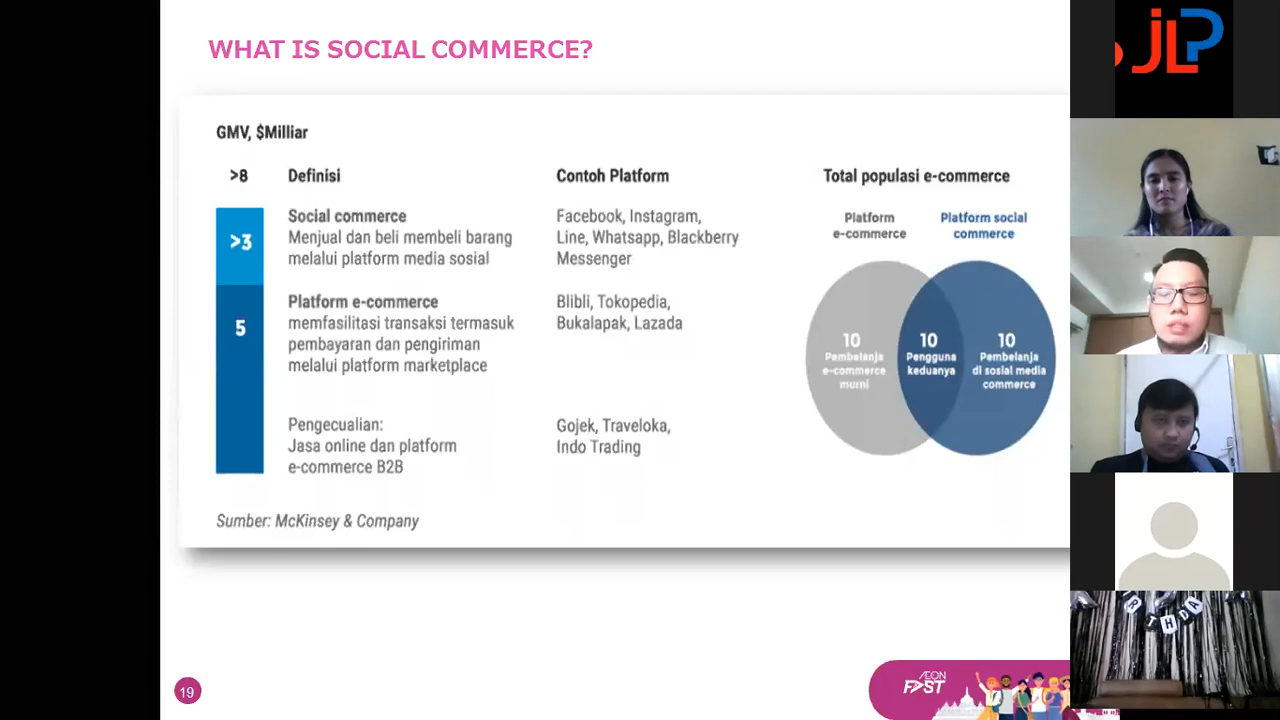 WHAT IS SOCIAL COMMERCE?
GMV, $Milliar
>8
Definisi
Contoh Platform
Total populasi e-commerce
>3
Social commerce
Menjual dan beli membeli barang
melalui platform media sosial
Facebook, Instagram,
Line, Whatsapp, Blackberry
Messenger
5
Platform e-commerce
memfasilitasi transaksi termasuk
pembayaran dan pengiriman
melalui platform marketplace
Blibli, Tokopedia,
Bukalapak, Lazada
Pengecualian:
Jasa online dan platform
e-commerce B2B
Gojek, Traveloka,
Indo Trading
Platform
e-commerce
Platform social
commerce
10
Pembelanja
e-commerce
murni
10
Pengguna
keduanya
10
Pembelanja
di sosial media
commerce
Sumber: McKinsey & Company
19
ÆON
FAST
JLP
R T H D A